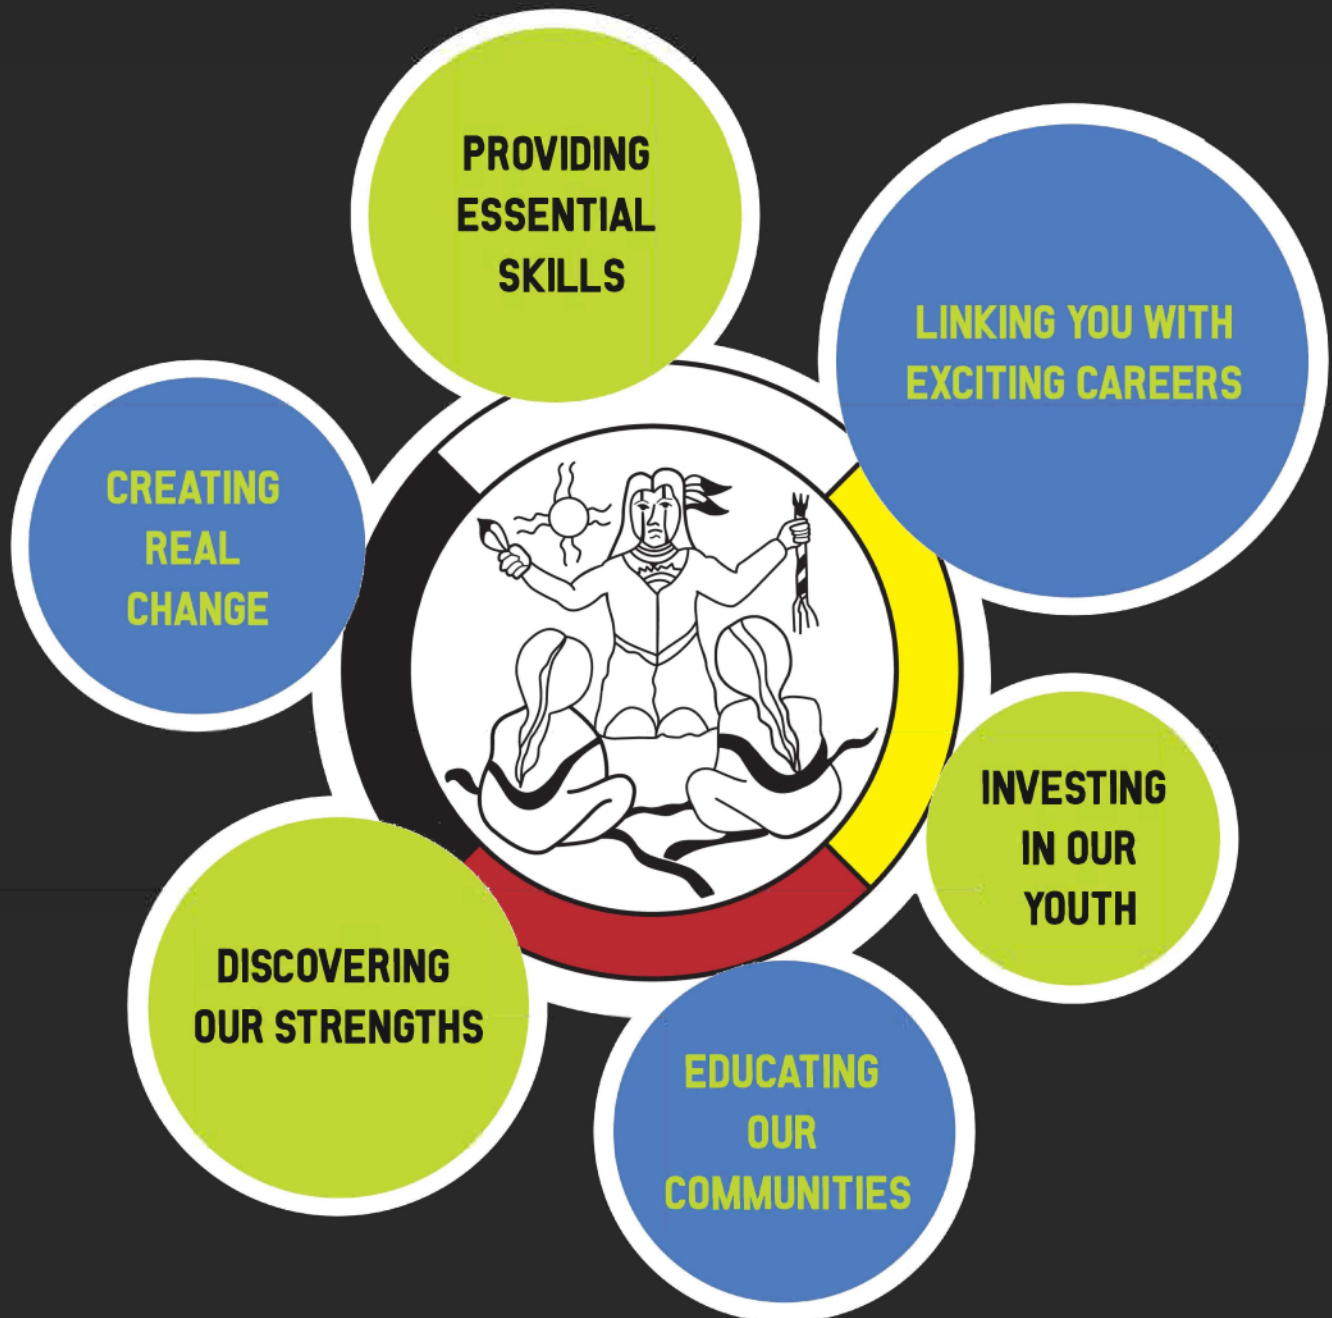 PROVIDING
ESSENTIAL
SKILLS
LINKING YOU WITH
EXCITING CAREERS
CREATING
REAL
CHANGE
INVESTING
IN OUR
YOUTH
DISCOVERING
OUR STRENGTHS
EDUCATING
OUR
COMMUNITIES